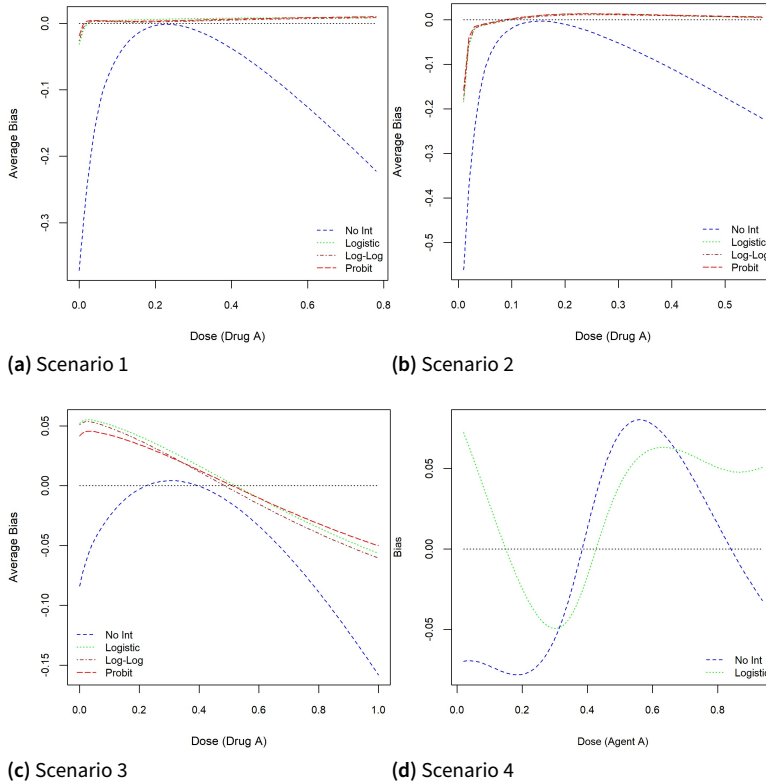 0.0
-0.1
-0.2
-0.3
Average Bias
0.0 0.2 0.4 0.6 0.8
Dose (Drug A)
No Int
Logistic
Log-Log
Probit
(a) Scenario 1
0.0
-0.1
-0.2
-0.3
-0.4
-0.5
Average Bias
0.0 0.1 0.2 0.3 0.4 0.5
Dose (Drug A)
No Int
Logistic
Log-Log
Probit
(b) Scenario 2
0.05
0.00
-0.05
-0.10
-0.15
Average Bias
0.0 0.2 0.4 0.6 0.8 1.0
Dose (Drug A)
No Int
Logistic
Log-Log
Probit
(c) Scenario 3
0.05
0.00
-0.05
Bias
0.0 0.2 0.4 0.6 0.8
Dose (Agent A)
No Int
Logistic
(d) Scenario 4